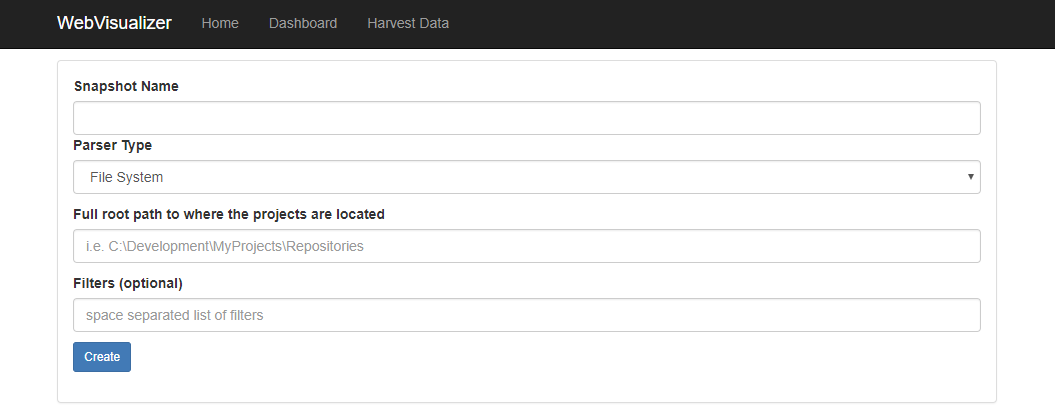 WebVisualizer Home Dashboard Harvest Data
Snapshot Name
Parser Type
File System
Full root path to where the projects are located
i.e. C:\Development\MyProjects\Repositories
Filters (optional)
space separated list of filters
Create